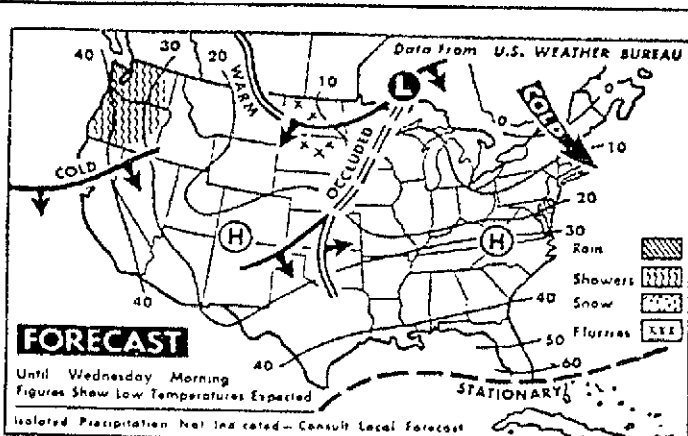 Data From U.S. WEATHER BUREAU
40
30
20
WARM
10
L
COLD
0
10
OCCLUDED
COLD
20
H
H
30
Rain
Showers
Snow
Flurries
40
40
50
40
60
STATIONARY
FORECAST
Until Wednesday Morning
Figures Show Low Temperatures Expected
Isolated Precipitation Not Indicated – Consult Local Forecast